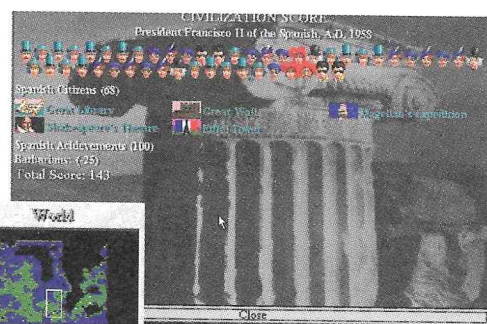 CIVILIZATION SCORE
President Francisco II of the Spanish, A.D. 1958
Spanish Citizens (68)
Great Library
Great Wall
Magellan's Expedition
Shakespeare's Theatre
Eiffel Tower
Spanish Achievements (100)
Barbarians: (-25)
Total Score: 143
World
Close